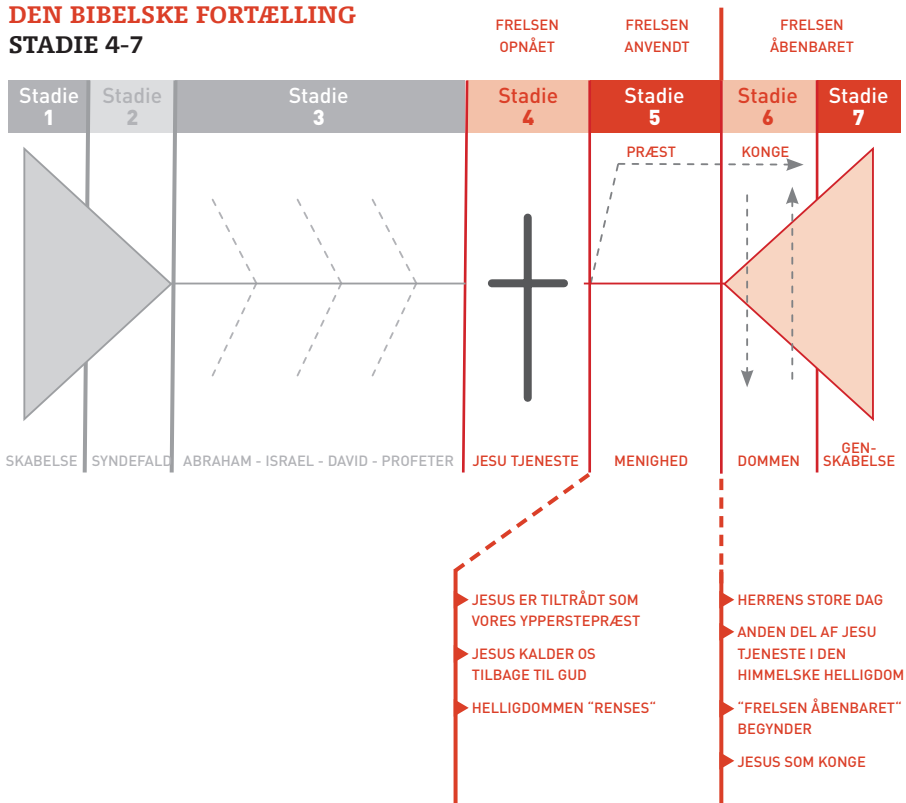 DEN BIBELSKE FORTÆLLING
STADIE 4-7
FRELSEN
OPNÅET
FRELSEN
ANVENDT
FRELSEN
ÅBENBARET
Stadie
1
Stadie
2
Stadie
3
Stadie
4
Stadie
5
Stadie
6
Stadie
7
PRÆST
KONGE
SKABELSE
SYNDEFALD
ABRAHAM - ISRAEL - DAVID - PROFETER
JESU TJENESTE
MENIGHED
DOMMEN
GEN-
SKABELSE
JESUS ER TILTRÅDT SOM
VORES YPPERSTEPRÆST
JESUS KALDER OS
TILBAGE TIL GUD
HELLIGDOMMEN “RENSES”
HERRENS STORE DAG
ANDEN DEL AF JESU
TJENESTE I DEN
HIMMELSKE HELLIGDOM
“FRELSEN ÅBENBARET”
BEGYNDER
JESUS SOM KONGE